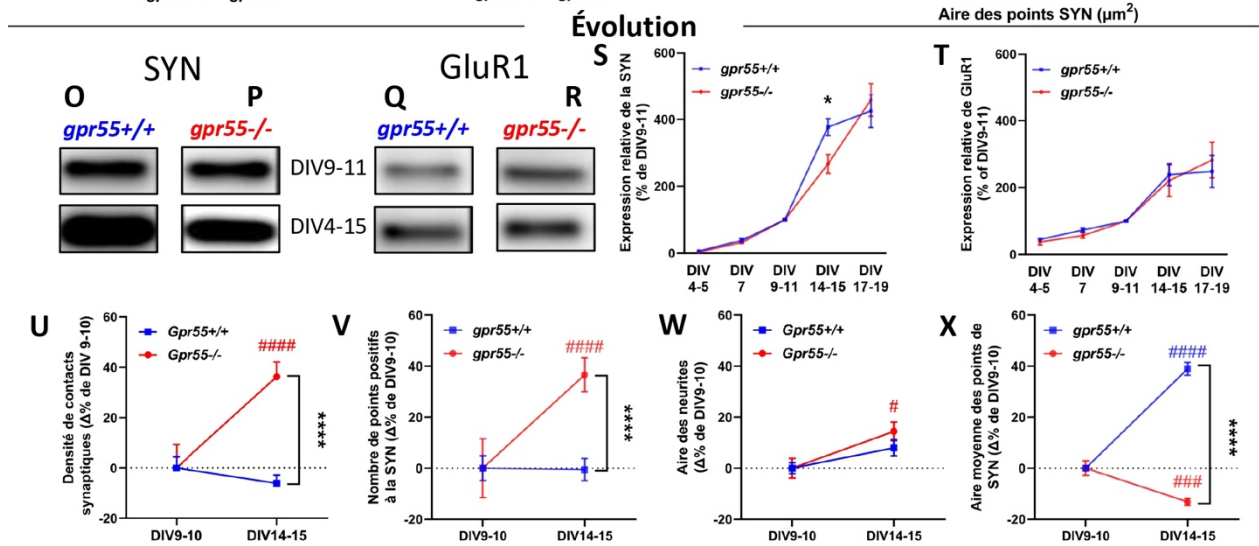 Évolution
Aire des points SYN (µm²)
SYN
GluR1
O
P
Q
R
gpr55+/+
gpr55-/-
gpr55+/+
gpr55-/-
DIV9-11
DIV4-15
S
Expression relative de la SYN
(% de DIV9-11)
600
400
200
0
gpr55+/+
gpr55-/-
*
DIV
4-5
DIV
7
DIV
9-11
DIV
14-15
DIV
17-19
T
Expression relative de GluR1
(% of DIV9-11)
600
400
200
0
gpr55+/+
gpr55-/-
DIV
4-5
DIV
7
DIV
9-11
DIV
14-15
DIV
17-19
U
Densité de contacts
synaptiques (Δ% de DIV 9-10)
60
40
20
0
-20
Gpr55+/+
Gpr55-/-
####
****
DIV9-10
DIV14-15
V
Nombre de points positifs
à la SYN (Δ% de DIV9-10)
60
40
20
0
-20
gpr55+/+
gpr55-/-
####
****
DIV9-10
DIV14-15
W
Aire des neurites
(Δ% de DIV9-10)
60
40
20
0
-20
Gpr55+/+
Gpr55-/-
#
DIV9-10
DIV14-15
X
Aire moyenne des points de
SYN (Δ% de DIV9-10)
60
40
20
0
-20
gpr55+/+
gpr55-/-
####
###
****
DIV9-10
DIV14-15